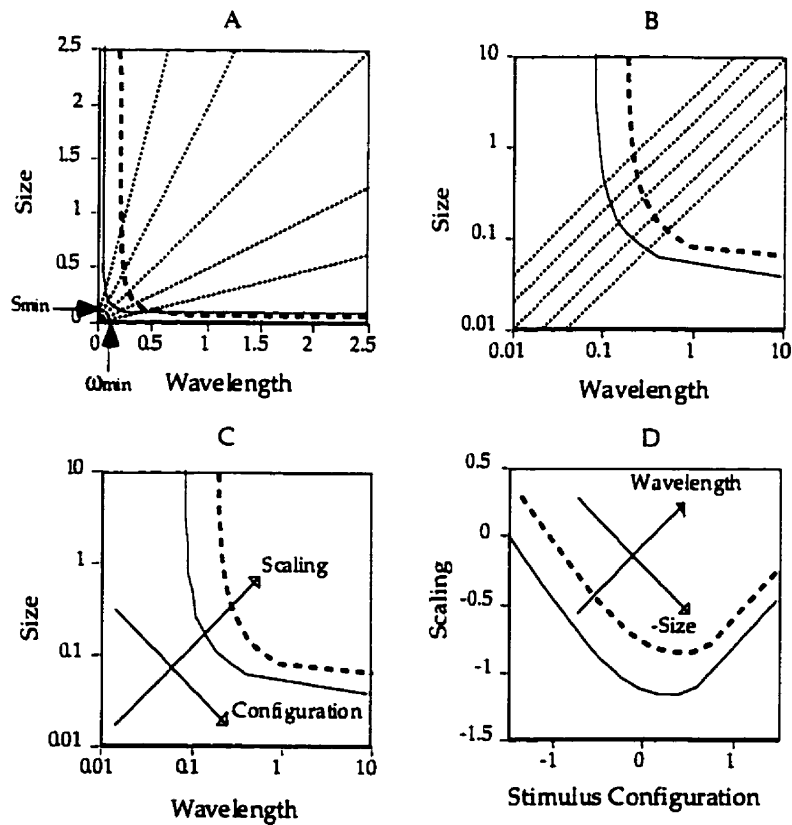 A
2.5
2
1.5
1
0.5
0
Size
Smin
0
0.5
1
1.5
2
2.5
ωmin
Wavelength
B
10
1
0.1
0.01
Size
0.01
0.1
1
10
Wavelength
C
10
1
0.1
0.01
Size
Scaling
Configuration
0.01
0.1
1
10
Wavelength
D
0.5
0
-0.5
-1
-1.5
Scaling
Wavelength
-Size
-1
0
1
Stimulus Configuration